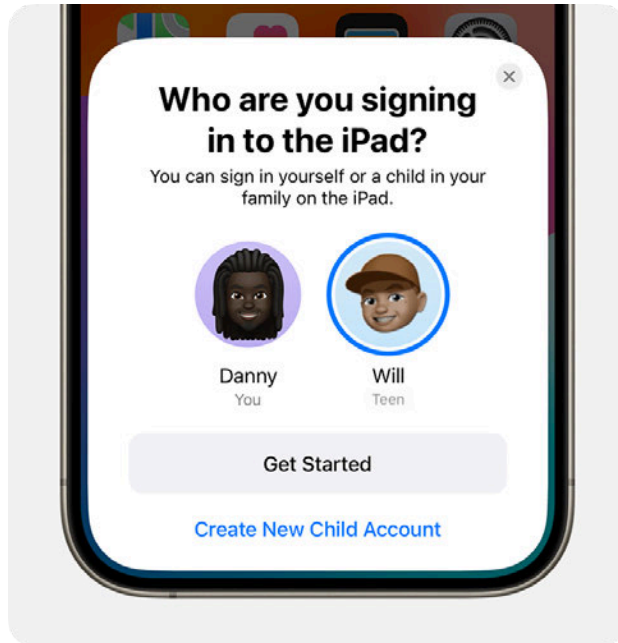 Who are you signing
in to the iPad?
You can sign in yourself or a child in your
family on the iPad.
Danny
Will
You
Teen
Get Started
Create New Child Account